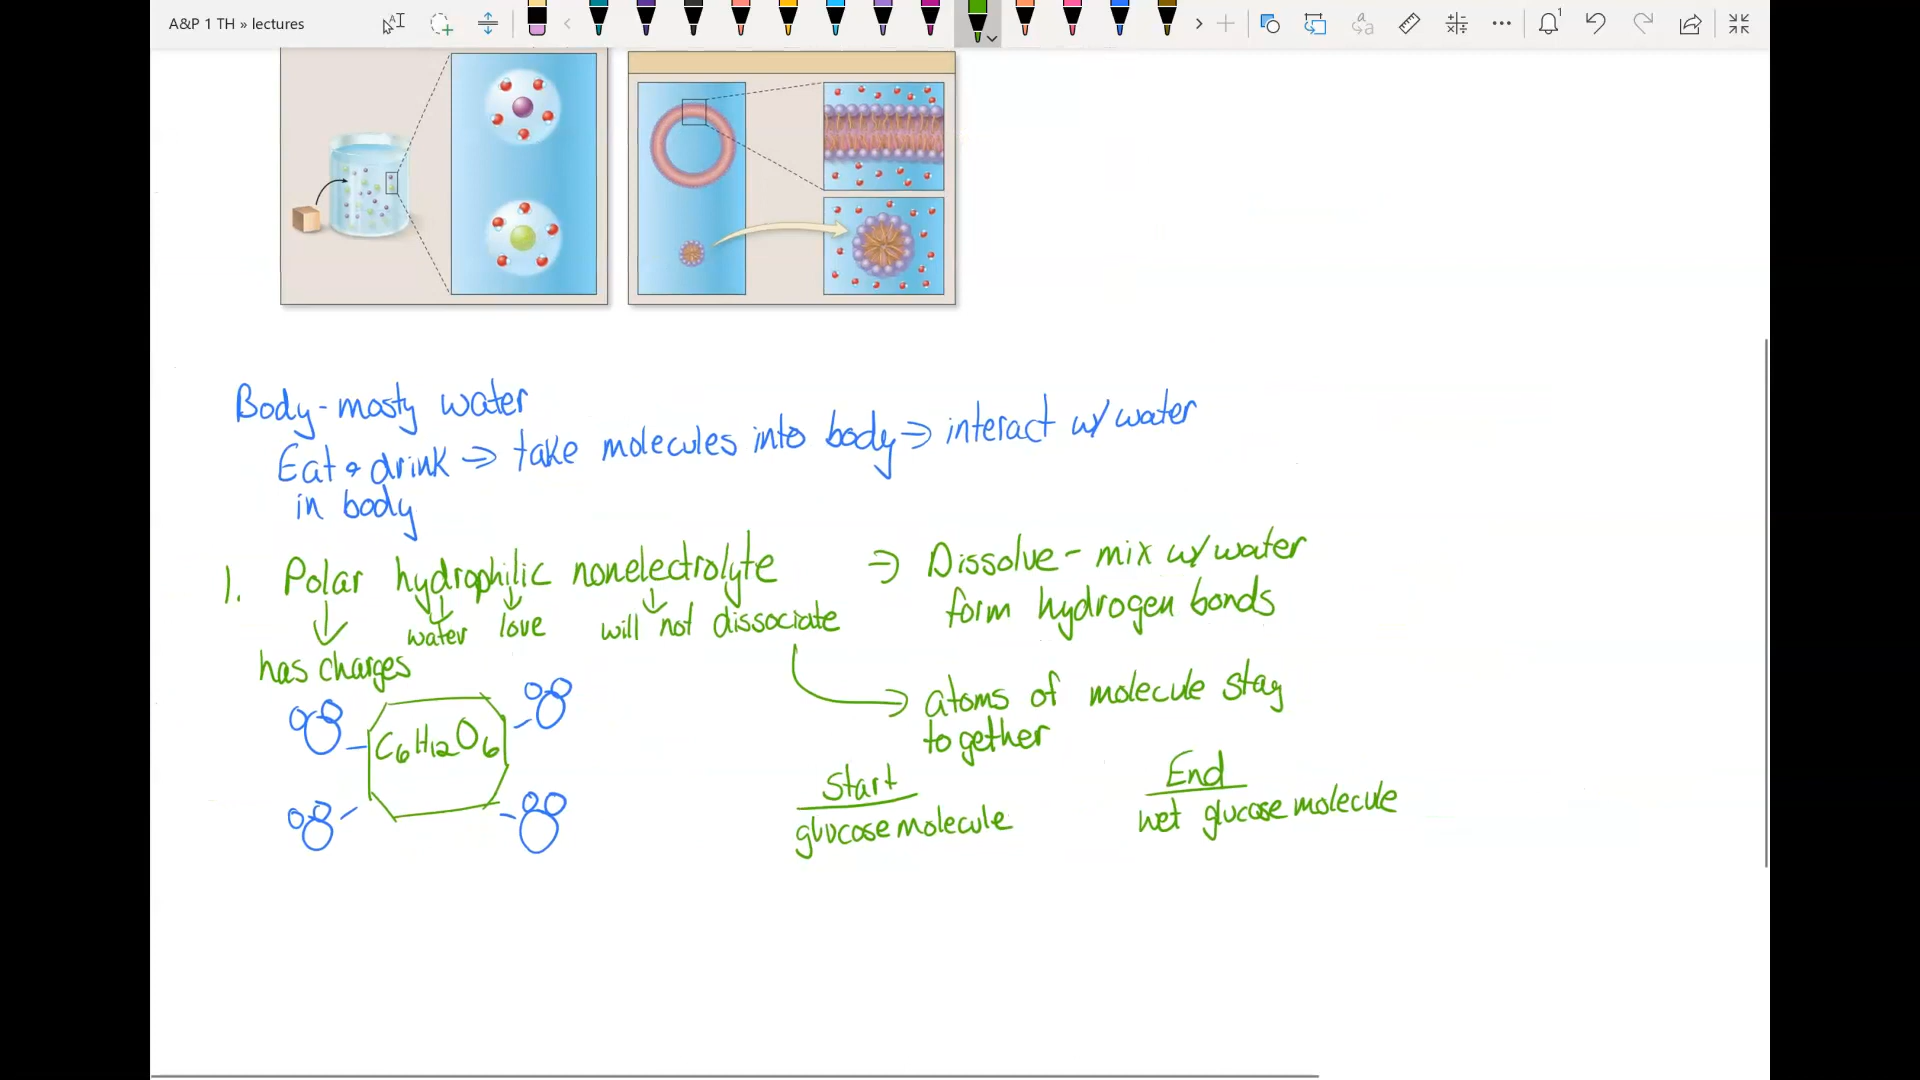 A&P 1 TH » lectures
Body - mosty water
Eat & drink → take molecules into body → interact w/ water
in body
1. Polar hydrophilic nonelectrolyte → Dissolve - mix w/ water
form hydrogen bonds
water love will not dissociate
has charges
atoms of molecule stay
together
C6H12O6
Start End
glucose molecule wet glucose molecule